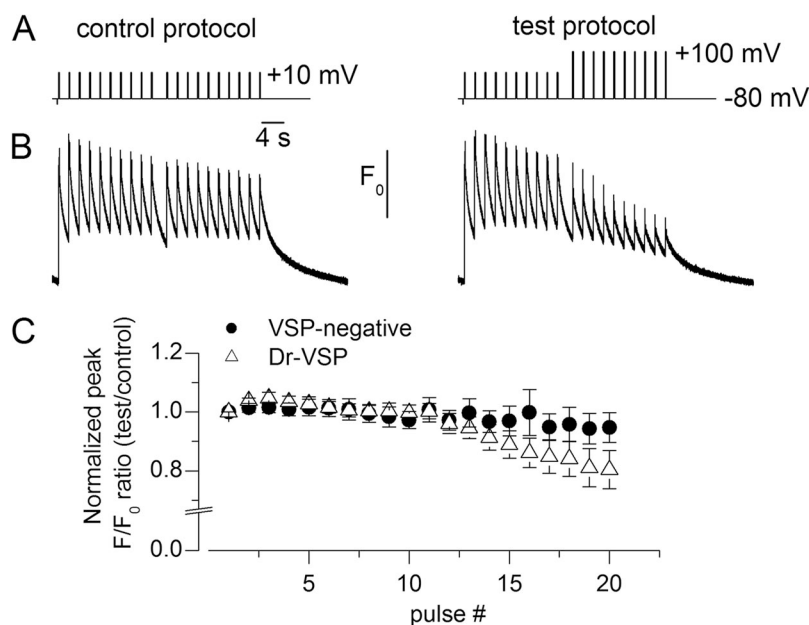 A
control protocol
test protocol
+10 mV
+100 mV
-80 mV
4 s
B
F0
C
VSP-negative
Dr-VSP
Normalized peak
F/F0 ratio (test/control)
1.2
1.0
0.8
0.0
5
10
15
20
pulse #